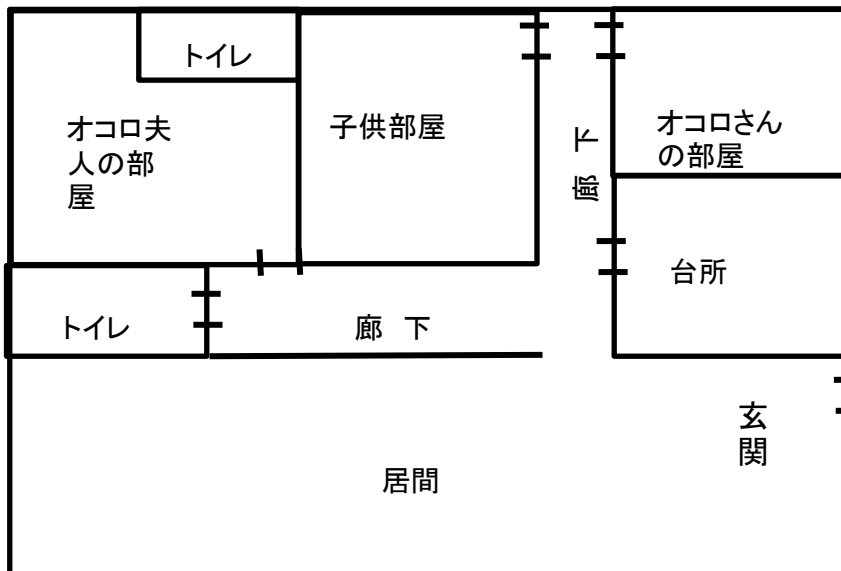 トイレ
オコロ夫
人の部
屋
子供部屋
廊下
オコロさん
の部屋
台所
トイレ
廊 下
玄
関
居間